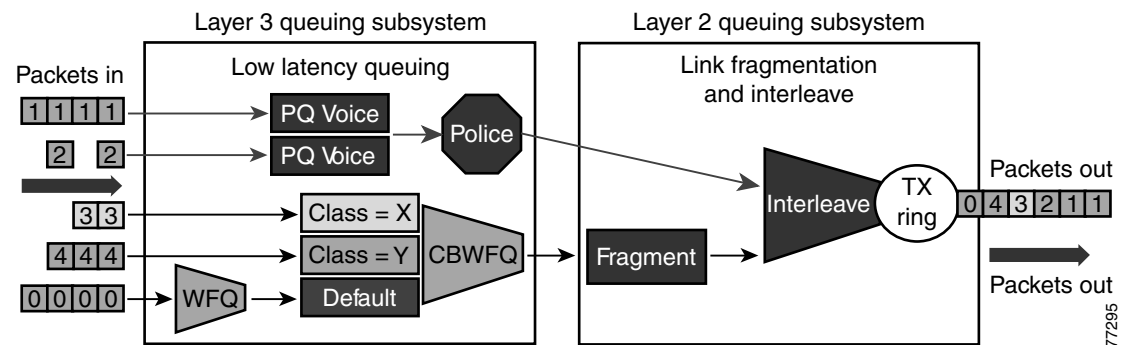 Layer 3 queuing subsystem
Layer 2 queuing subsystem
Packets in
Low latency queuing
Link fragmentation
and interleave
1 1 1 1
PQ Voice
2 2
PQ Voice
Police
3 3
Class = X
4 4 4
Class = Y
CBWFQ
0 0 0 0
WFQ
Default
Fragment
Interleave
TX
ring
Packets out
0 4 3 2 1 1
Packets out
77295